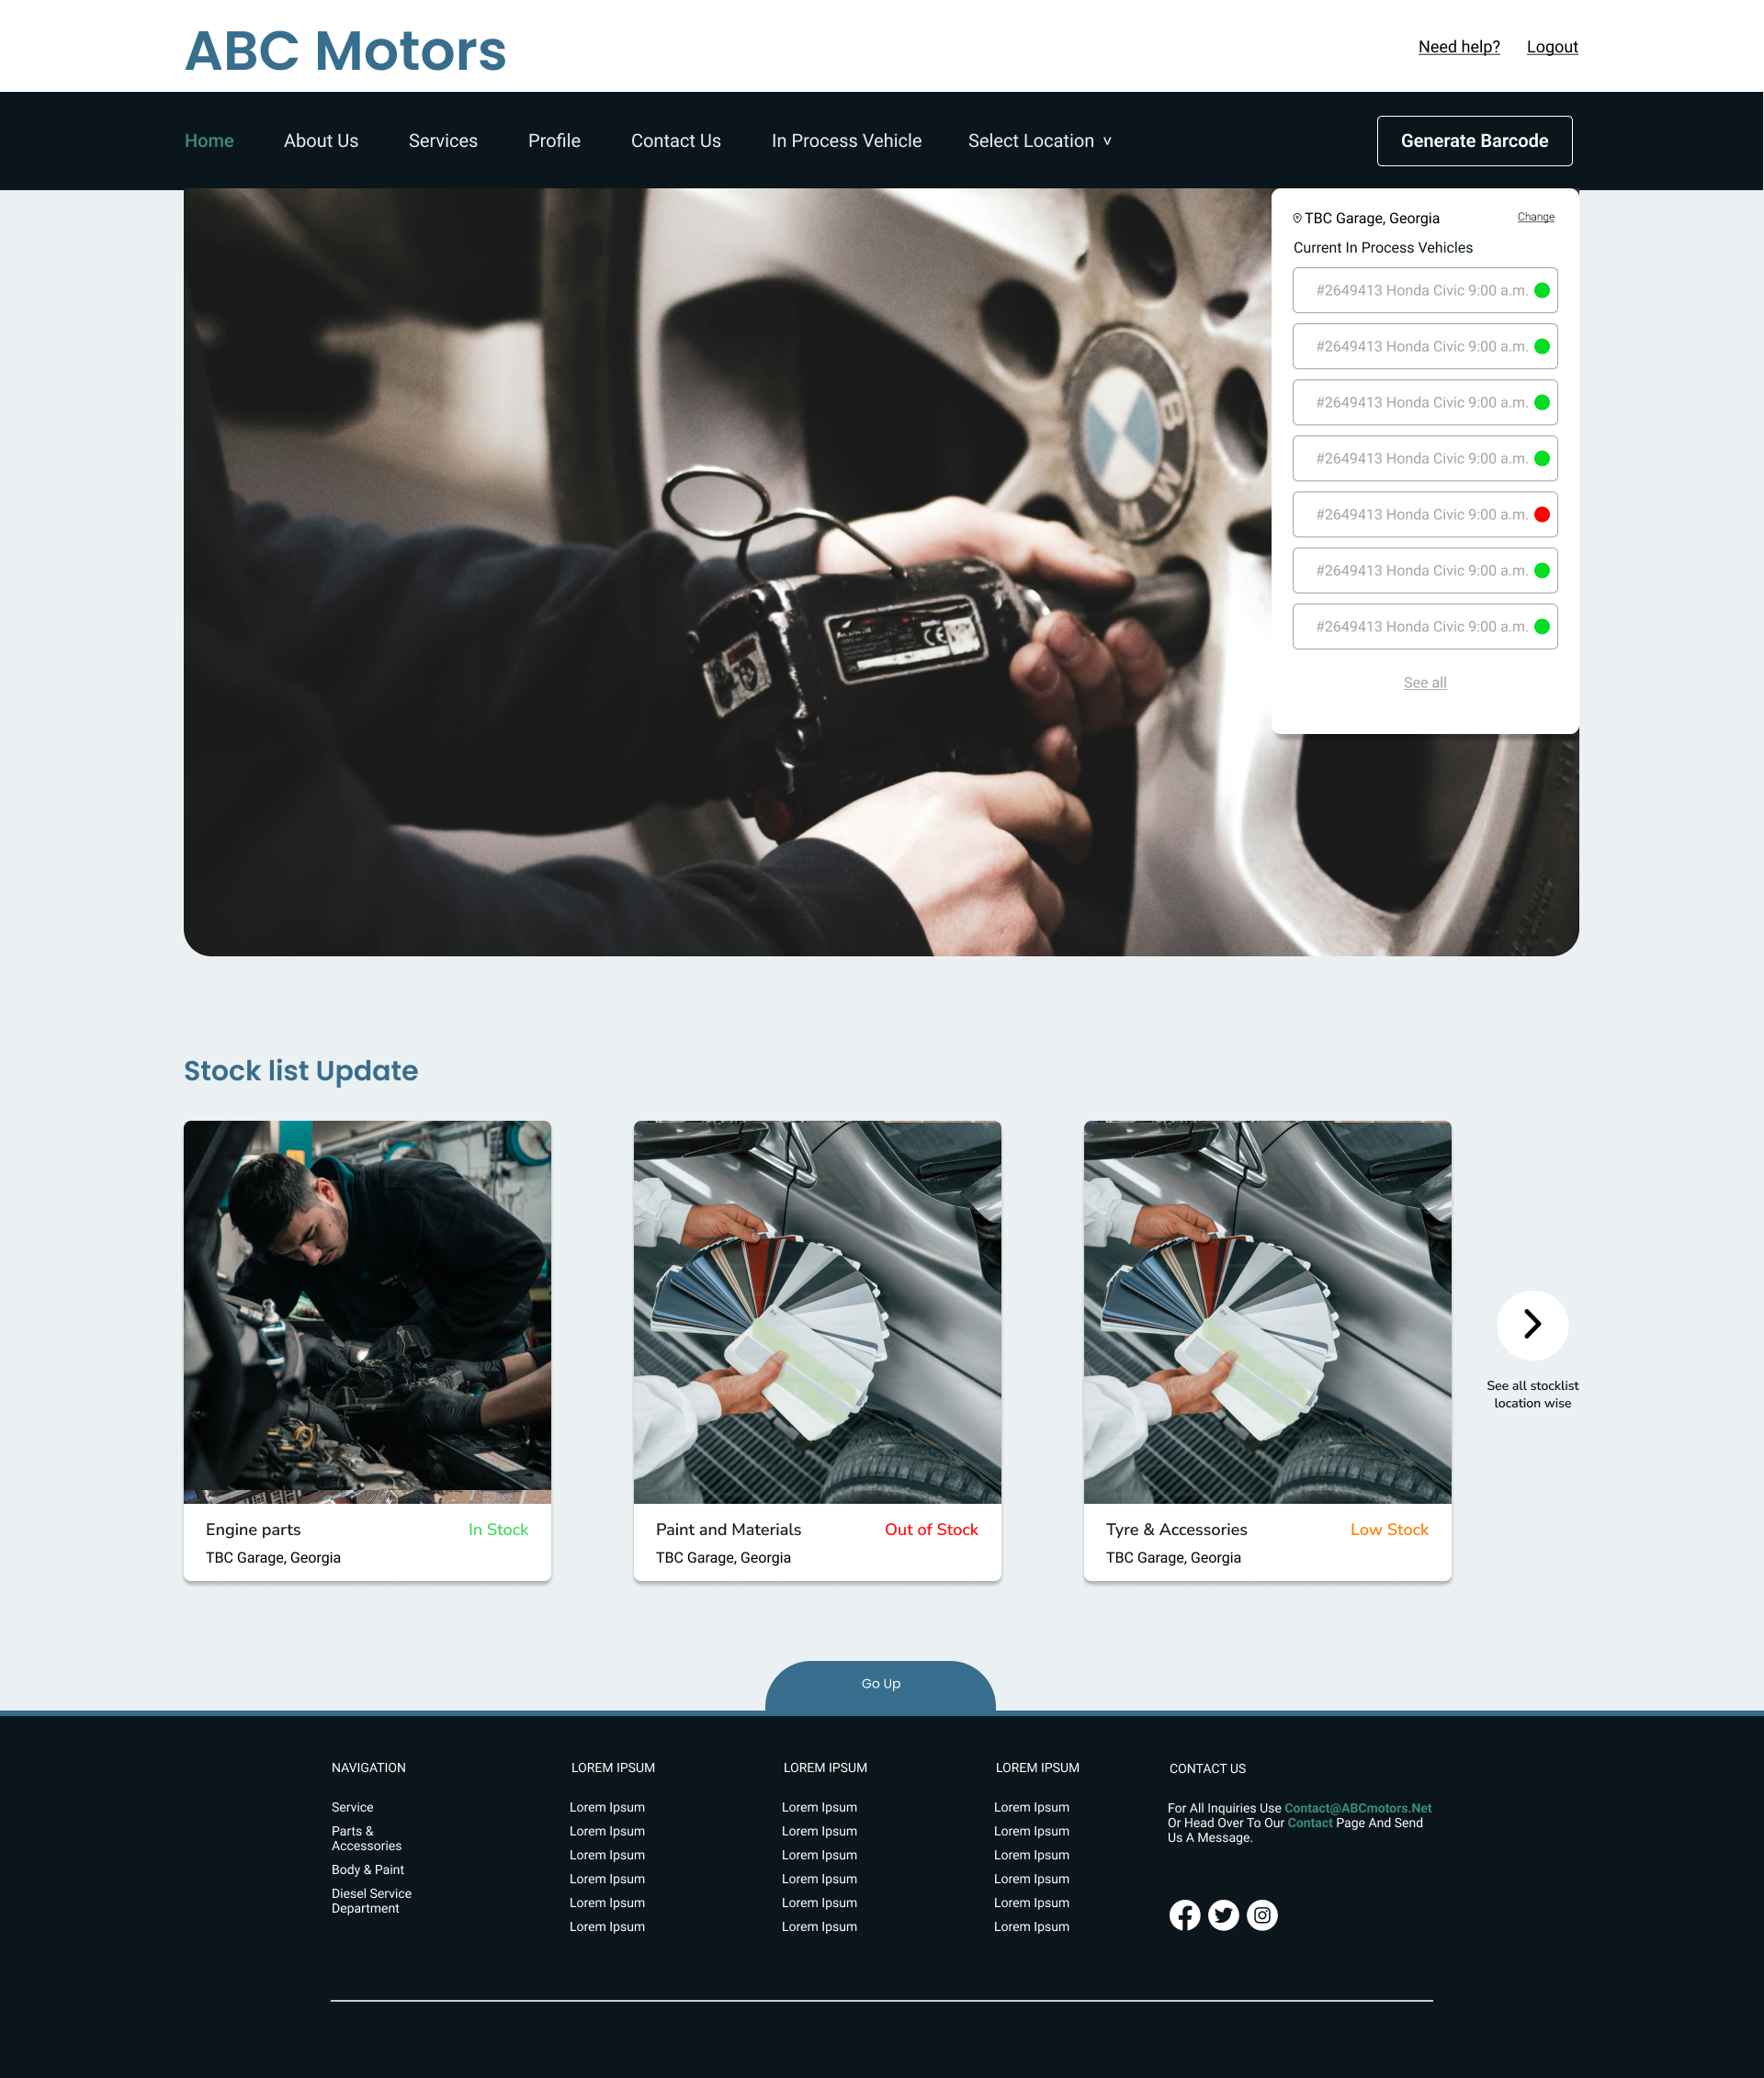 ABC Motors
Need help?
Logout
Home
About Us
Services
Profile
Contact Us
In Process Vehicle
Select Location
Generate Barcode
TBC Garage, Georgia
Change
Current In Process Vehicles
#2649413 Honda Civic 9:00 a.m.
#2649413 Honda Civic 9:00 a.m.
#2649413 Honda Civic 9:00 a.m.
#2649413 Honda Civic 9:00 a.m.
#2649413 Honda Civic 9:00 a.m.
#2649413 Honda Civic 9:00 a.m.
#2649413 Honda Civic 9:00 a.m.
See all
B M W
CE
Stock list Update
Engine parts
In Stock
TBC Garage, Georgia
Paint and Materials
Out of Stock
TBC Garage, Georgia
Tyre & Accessories
Low Stock
TBC Garage, Georgia
See all stocklist
location wise
Go Up
NAVIGATION
Service
Parts &
Accessories
Body & Paint
Diesel Service
Department
LOREM IPSUM
Lorem Ipsum
Lorem Ipsum
Lorem Ipsum
Lorem Ipsum
Lorem Ipsum
Lorem Ipsum
LOREM IPSUM
Lorem Ipsum
Lorem Ipsum
Lorem Ipsum
Lorem Ipsum
Lorem Ipsum
Lorem Ipsum
LOREM IPSUM
Lorem Ipsum
Lorem Ipsum
Lorem Ipsum
Lorem Ipsum
Lorem Ipsum
Lorem Ipsum
CONTACT US
For All Inquiries Use Contact@ABCmotors.Net
Or Head Over To Our Contact Page And Send
Us A Message.